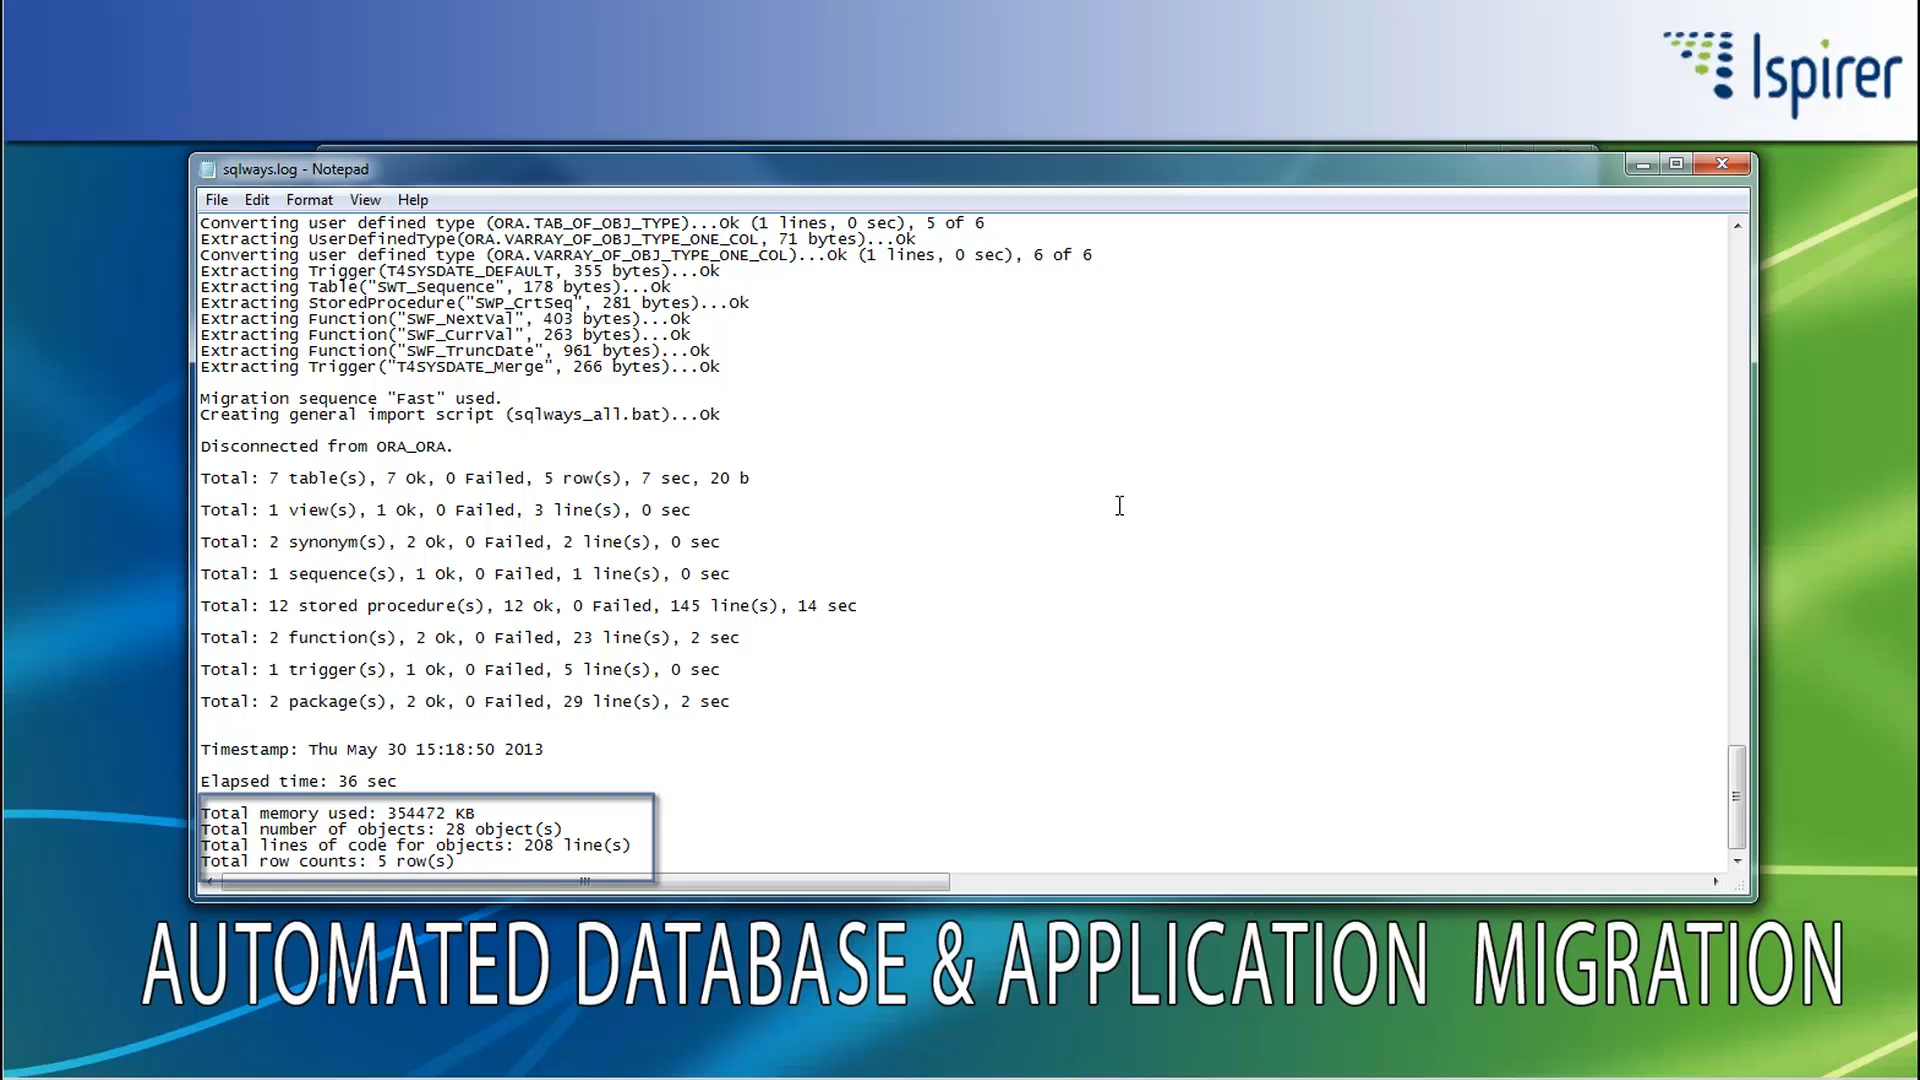 Ispirer
sqlways.log - Notepad
File Edit Format View Help
Converting user defined type (ORA.TAB_OF_OBJ_TYPE)...Ok (1 lines, 0 sec), 5 of 6
Extracting UserDefinedType(ORA.VARRAY_OF_OBJ_TYPE_ONE_COL, 71 bytes)...Ok
Converting user defined type (ORA.VARRAY_OF_OBJ_TYPE_ONE_COL)...Ok (1 lines, 0 sec), 6 of 6
Extracting Trigger(T4SYSDATE_DEFAULT, 355 bytes)...Ok
Extracting Table("SWT_Sequence", 178 bytes)...Ok
Extracting StoredProcedure("SWP_CrtSeq", 281 bytes)...Ok
Extracting Function("SWF_NextVal", 403 bytes)...Ok
Extracting Function("SWF_CurrVal", 263 bytes)...Ok
Extracting Function("SWF_TruncDate", 961 bytes)...Ok
Extracting Trigger("T4SYSDATE_Merge", 266 bytes)...Ok
Migration sequence "Fast" used.
Creating general import script (sqlways_all.bat)...Ok
Disconnected from ORA_ORA.
Total: 7 table(s), 7 Ok, 0 Failed, 5 row(s), 7 sec, 20 b
Total: 1 view(s), 1 Ok, 0 Failed, 3 line(s), 0 sec
Total: 2 synonym(s), 2 Ok, 0 Failed, 2 line(s), 0 sec
Total: 1 sequence(s), 1 Ok, 0 Failed, 1 line(s), 0 sec
Total: 12 stored procedure(s), 12 Ok, 0 Failed, 145 line(s), 14 sec
Total: 2 function(s), 2 Ok, 0 Failed, 23 line(s), 2 sec
Total: 1 trigger(s), 1 Ok, 0 Failed, 5 line(s), 0 sec
Total: 2 package(s), 2 Ok, 0 Failed, 29 line(s), 2 sec
Timestamp: Thu May 30 15:18:50 2013
Elapsed time: 36 sec
Total memory used: 354472 KB
Total number of objects: 28 object(s)
Total lines of code for objects: 208 line(s)
Total row counts: 5 row(s)
AUTOMATED DATABASE & APPLICATION MIGRATION